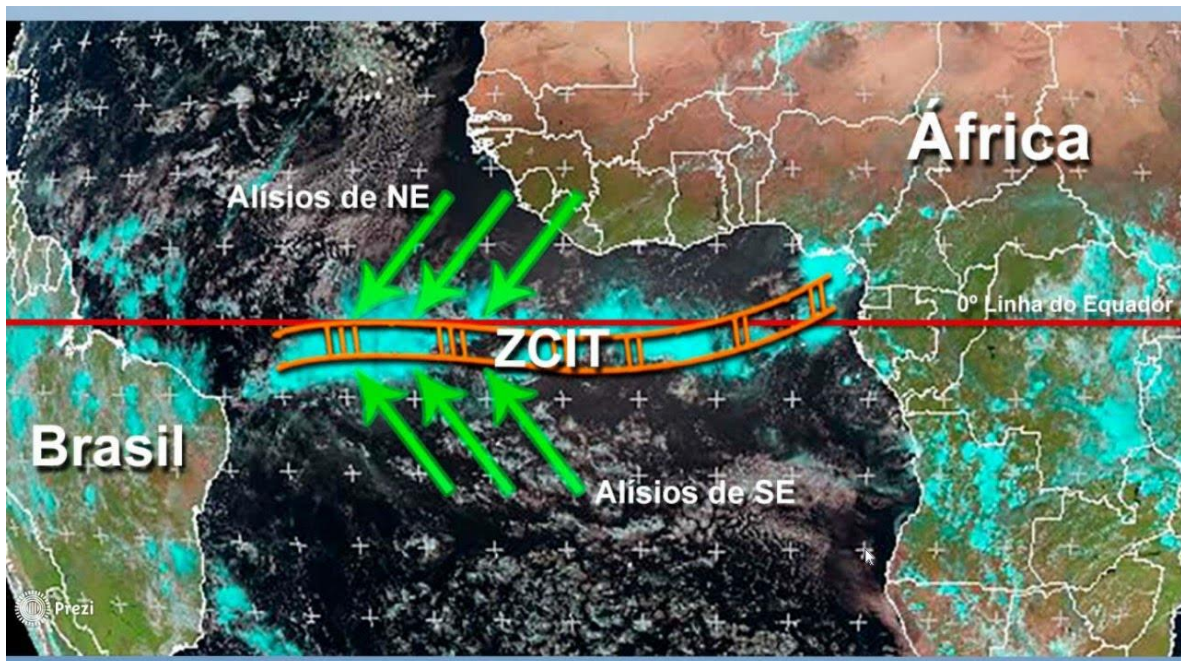 África
Alísios de NE
0º Linha do Equador
ZCIT
Brasil
Alísios de SE
Prezi